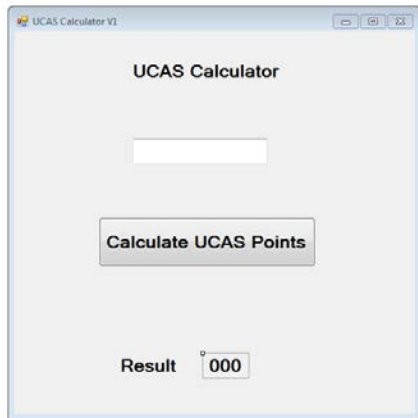 UCAS Calculator V1
UCAS Calculator
Calculate UCAS Points
Result 000